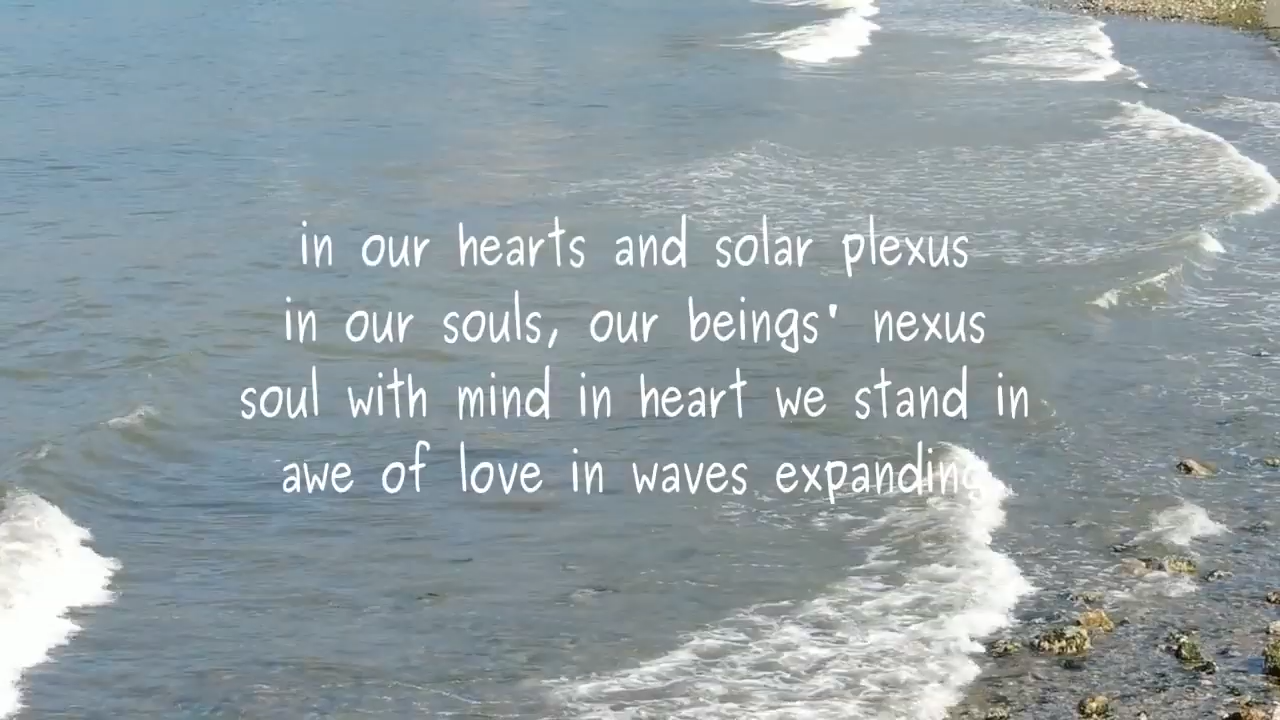 in our hearts and solar plexus
in our souls, our beings' nexus
soul with mind in heart we stand in
awe of love in waves expanding